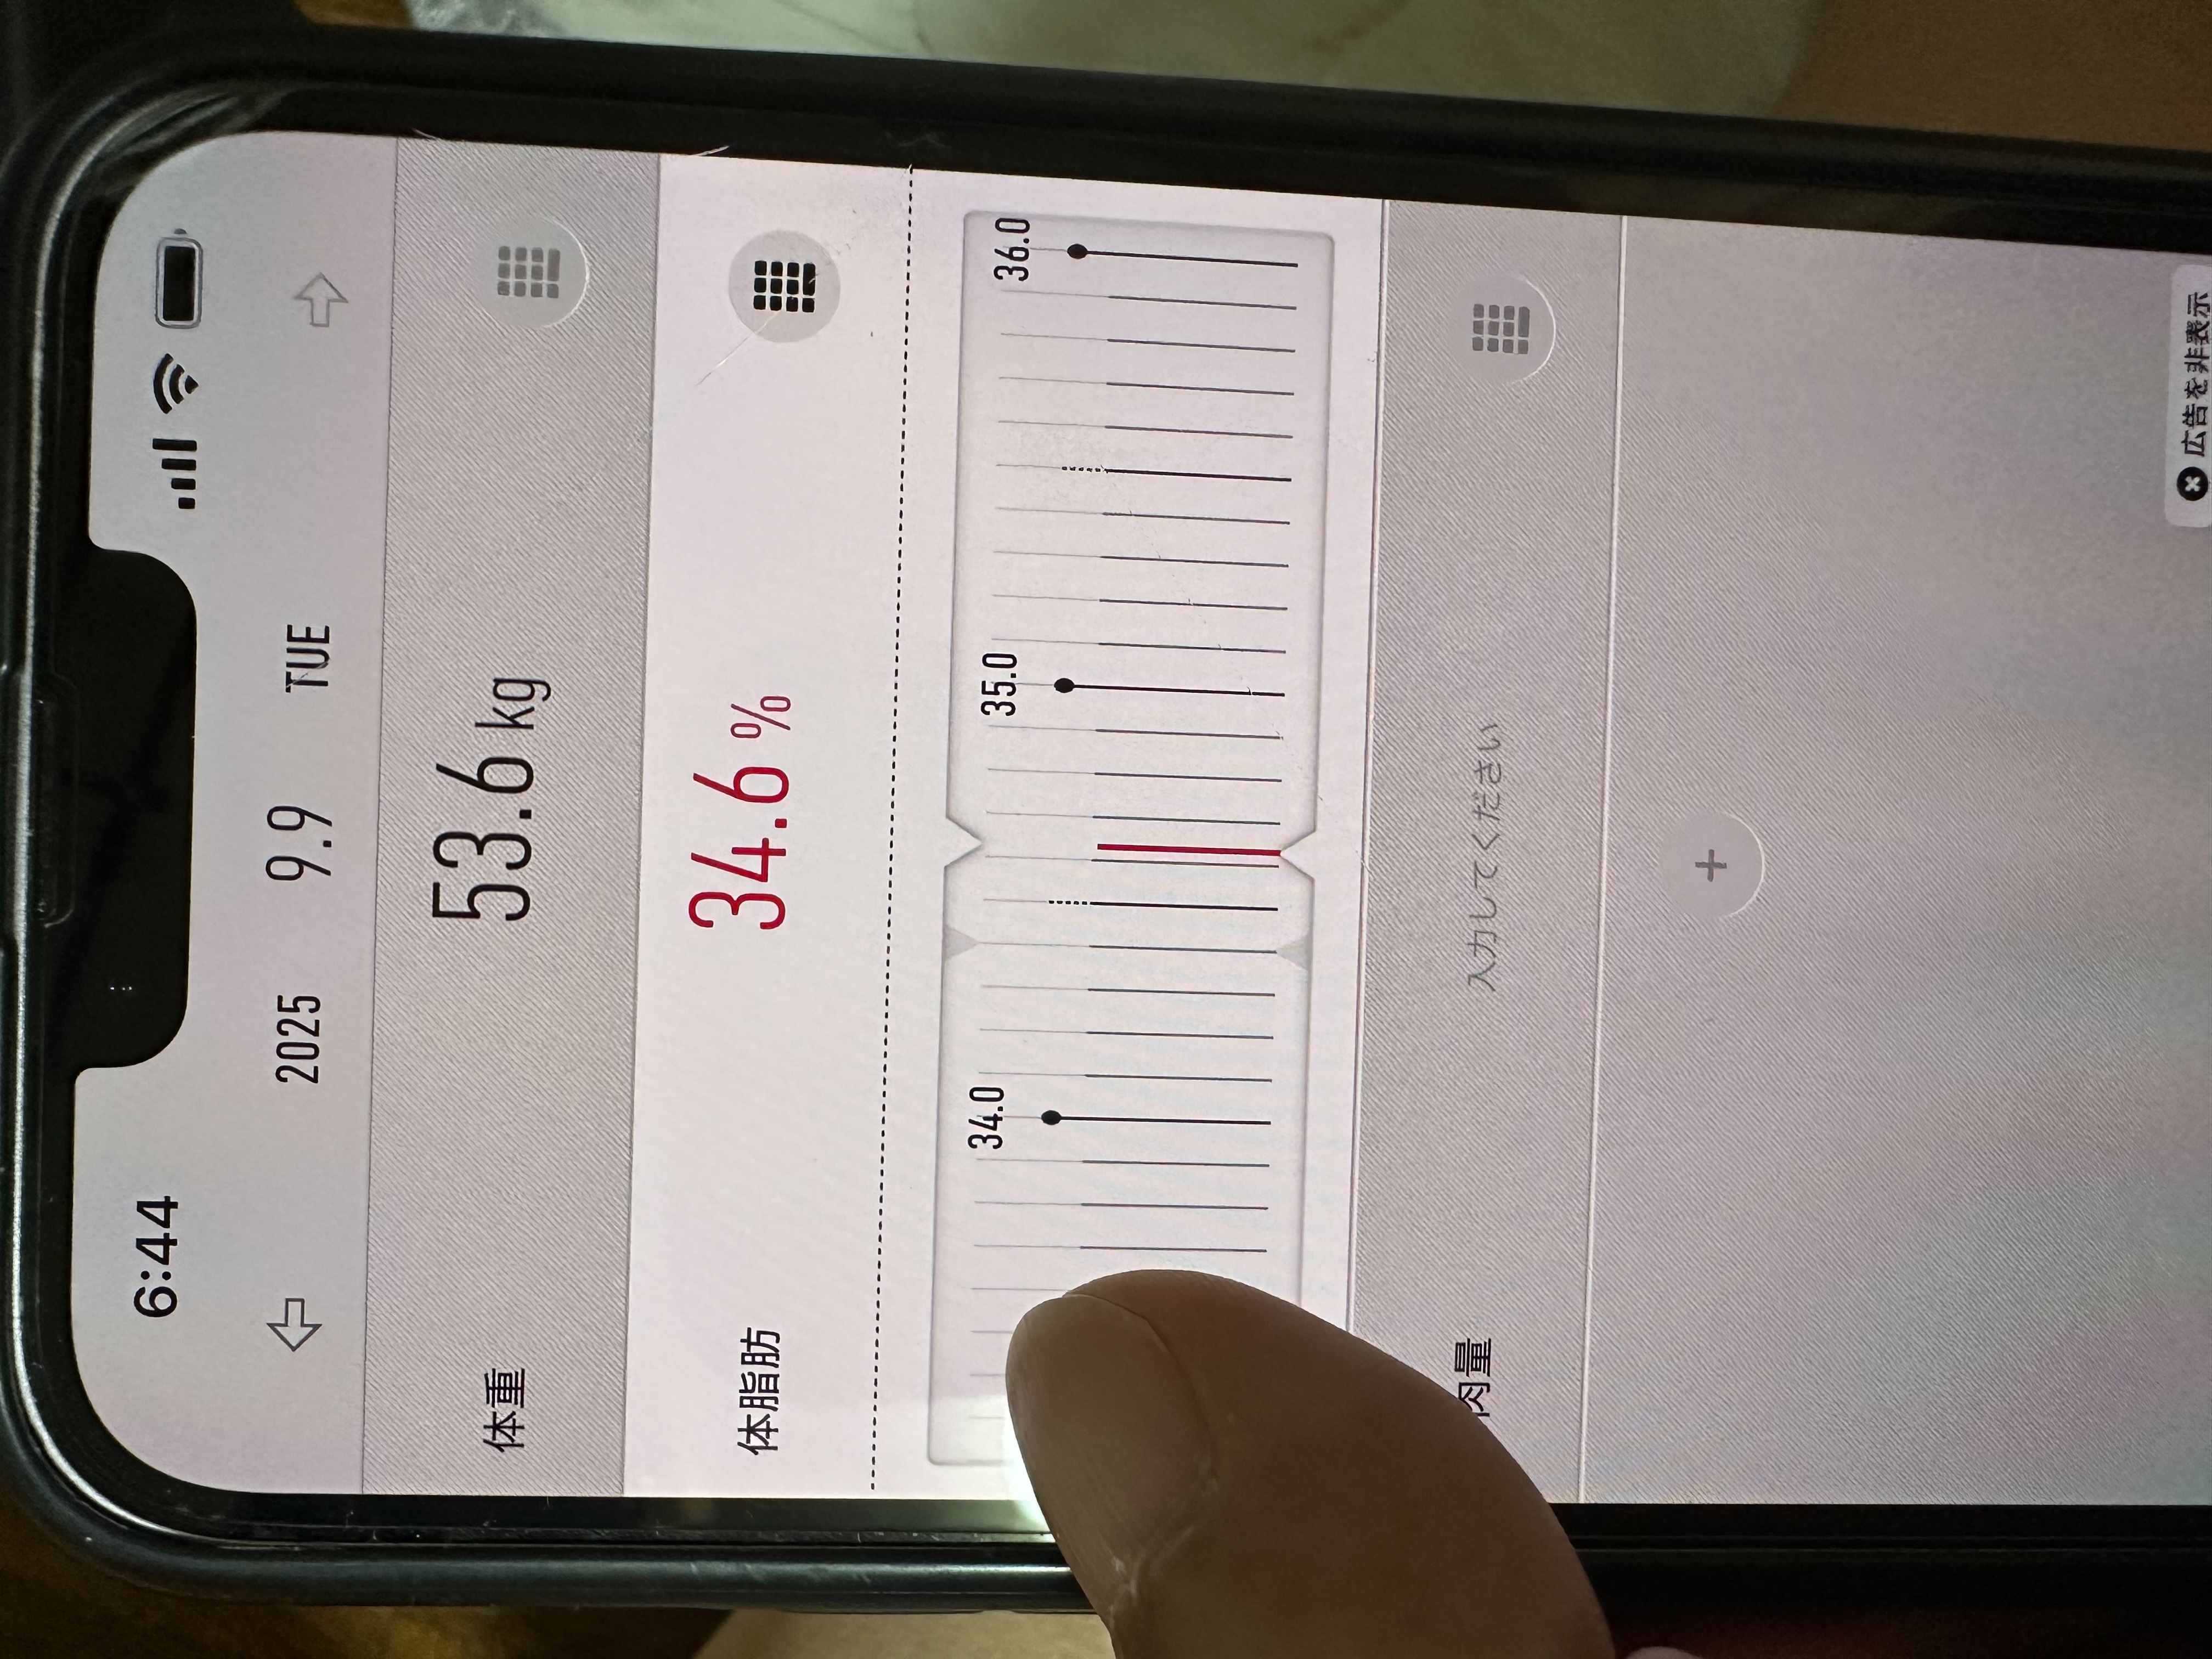 6:44
2025 9.9 TUE
体重 53.6 kg
体脂肪 34.6 %
34.0 35.0 36.0
肉量 入力してください
+
広告を非表示